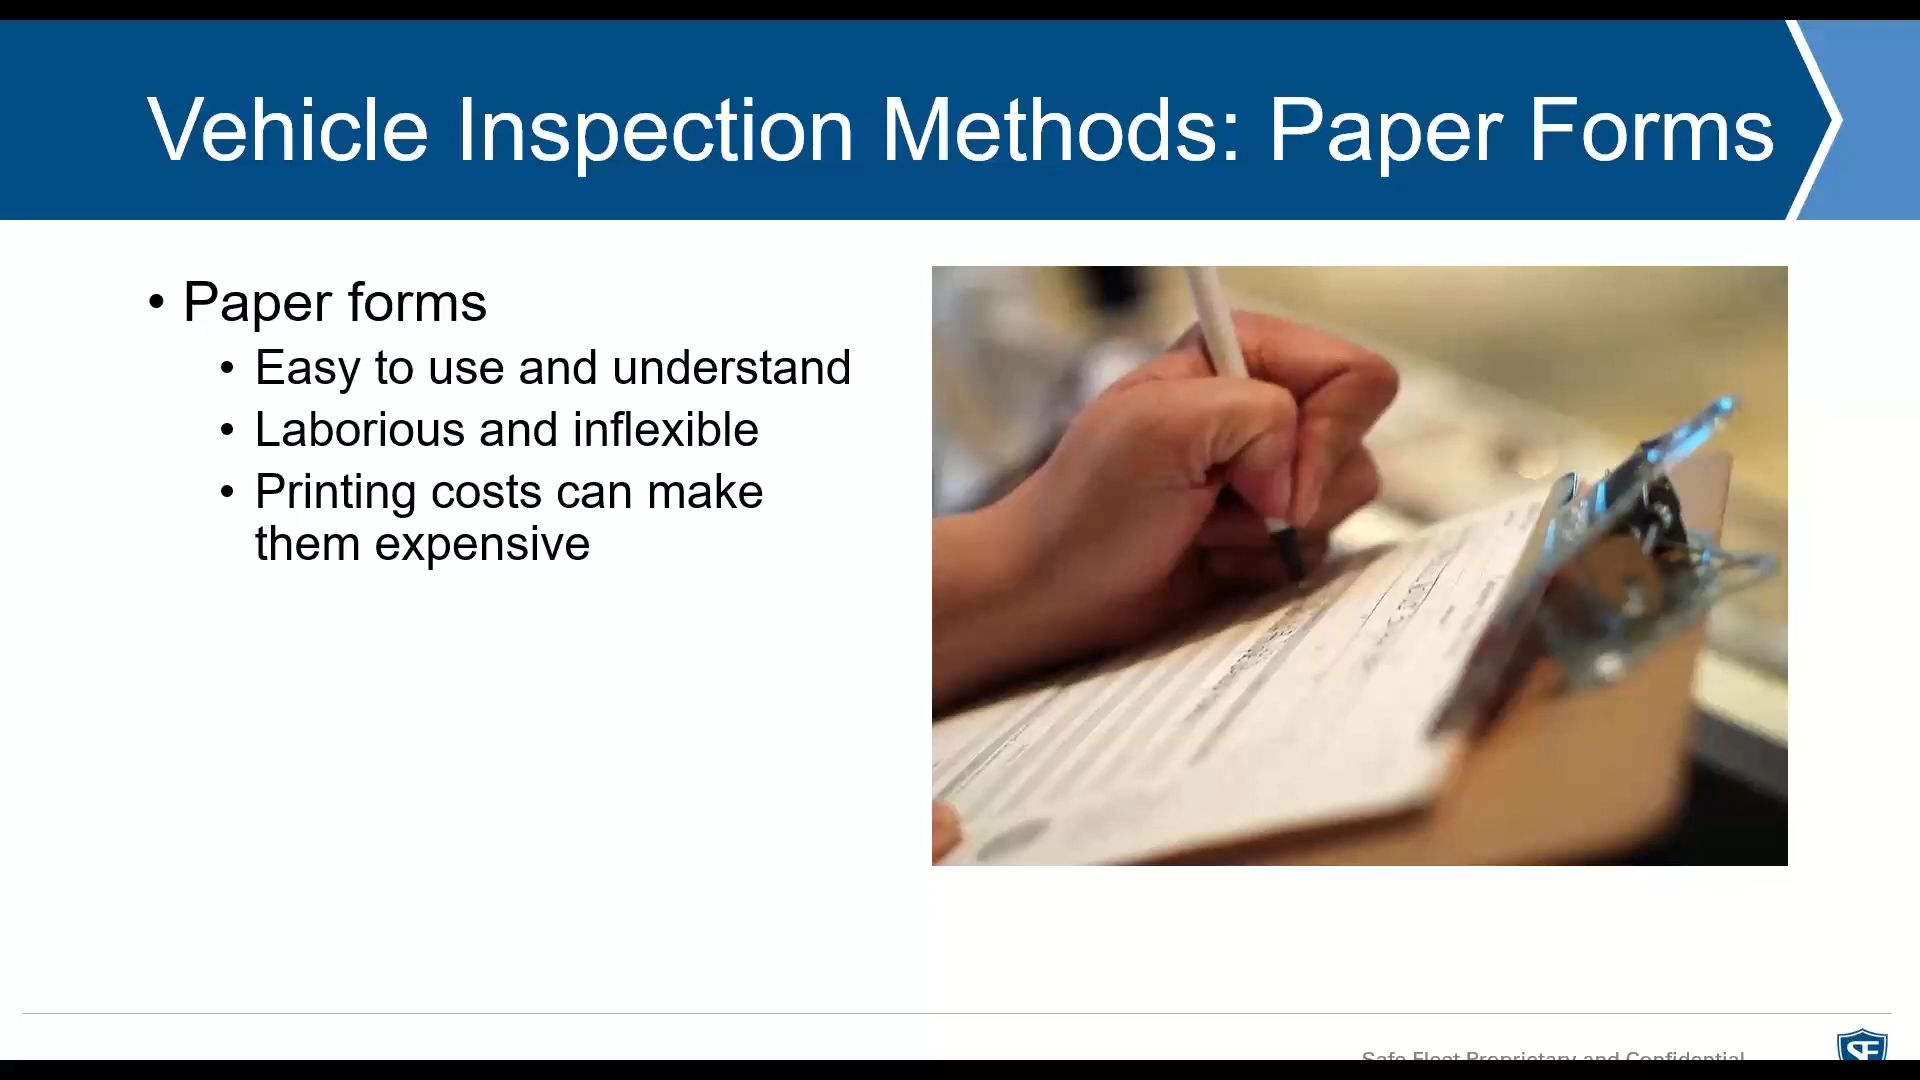 Vehicle Inspection Methods: Paper Forms
• Paper forms
• Easy to use and understand
• Laborious and inflexible
• Printing costs can make
them expensive
Safe Fleet Proprietary and Confidential
SF